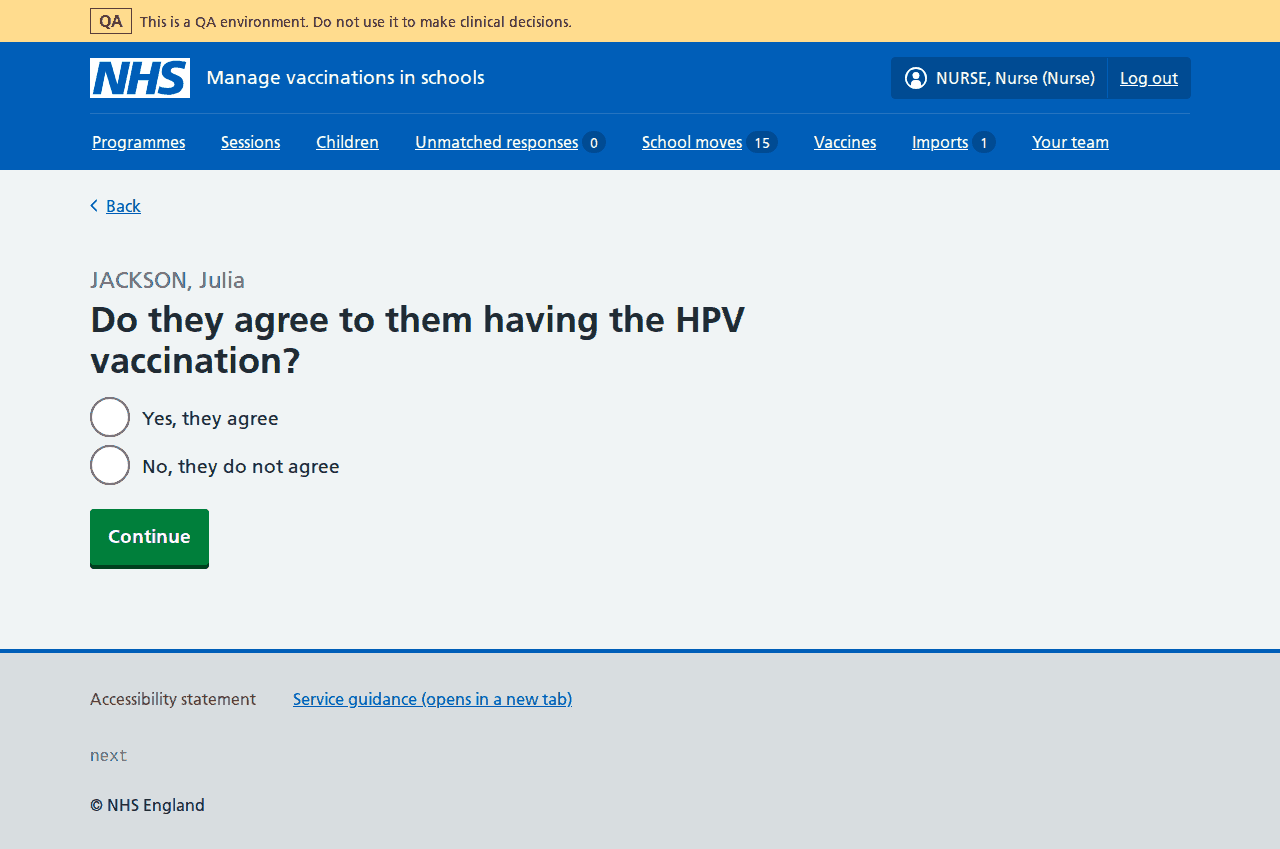 QA This is a QA environment. Do not use it to make clinical decisions.
NHS Manage vaccinations in schools NURSE, Nurse (Nurse) Log out
Programmes Sessions Children Unmatched responses 0 School moves 15 Vaccines Imports 1 Your team
Back
JACKSON, Julia
Do they agree to them having the HPV
vaccination?
Yes, they agree
No, they do not agree
Continue
Accessibility statement Service guidance (opens in a new tab)
next
© NHS England